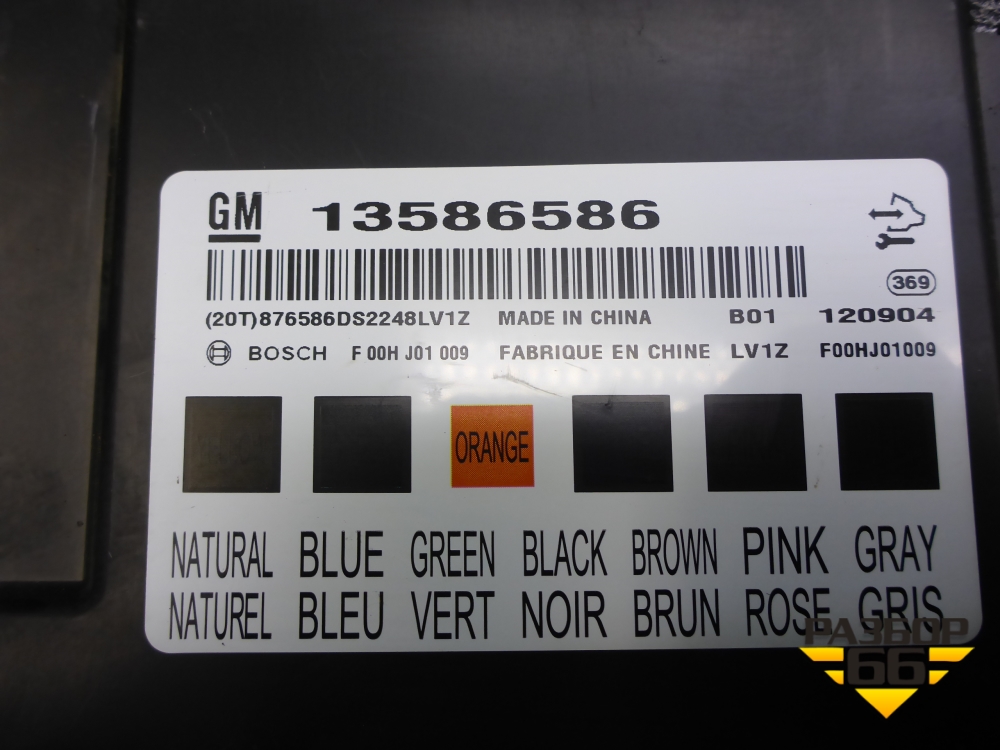 GM 13586586
369
(20T)876586DS2248LV1Z MADE IN CHINA B01 120904
BOSCH F 00H J01 009 FABRIQUE EN CHINE LV1Z F00HJ01009
ORANGE
NATURAL BLUE GREEN BLACK BROWN PINK GRAY
NATUREL BLEU VERT NOIR BRUN ROSE GRIS
РАЗБОР
66